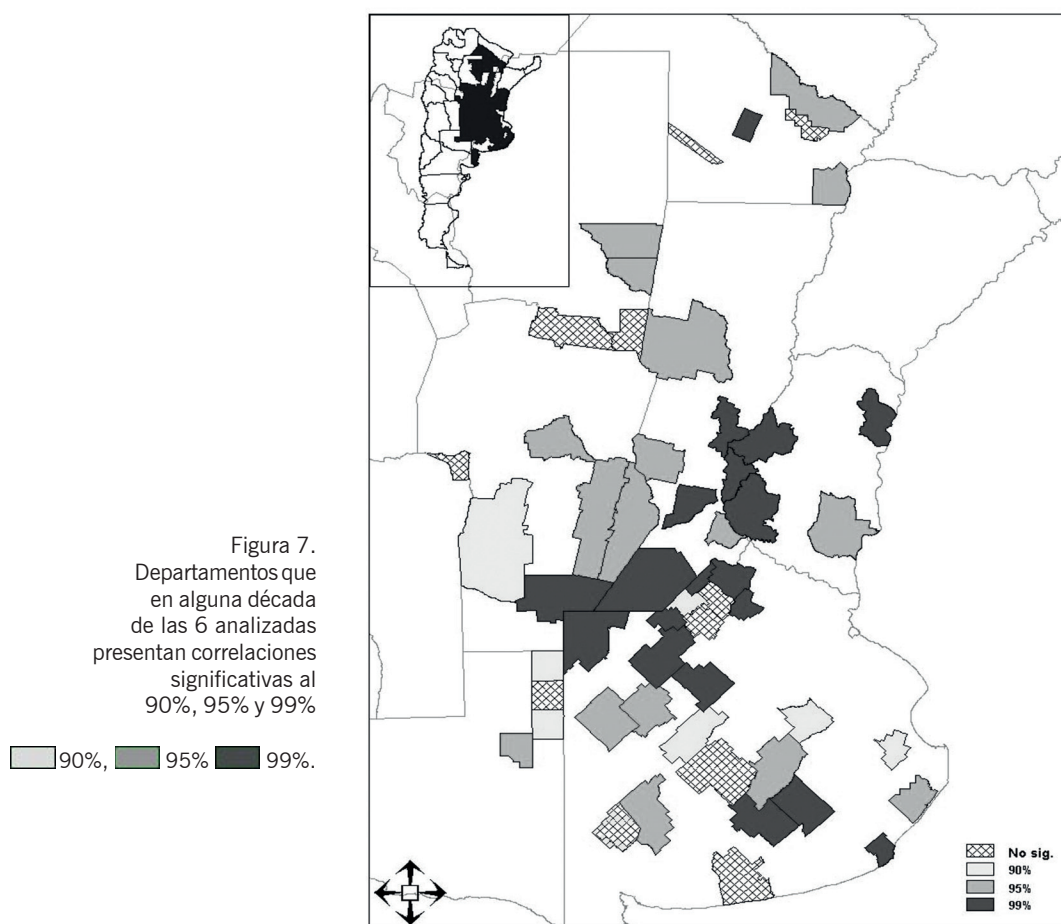 Figura 7.
Departamentos que
en alguna década
de las 6 analizadas
presentan correlaciones
significativas al
90%, 95% y 99%
90%, 95% 99%.
No sig.
90%
95%
99%